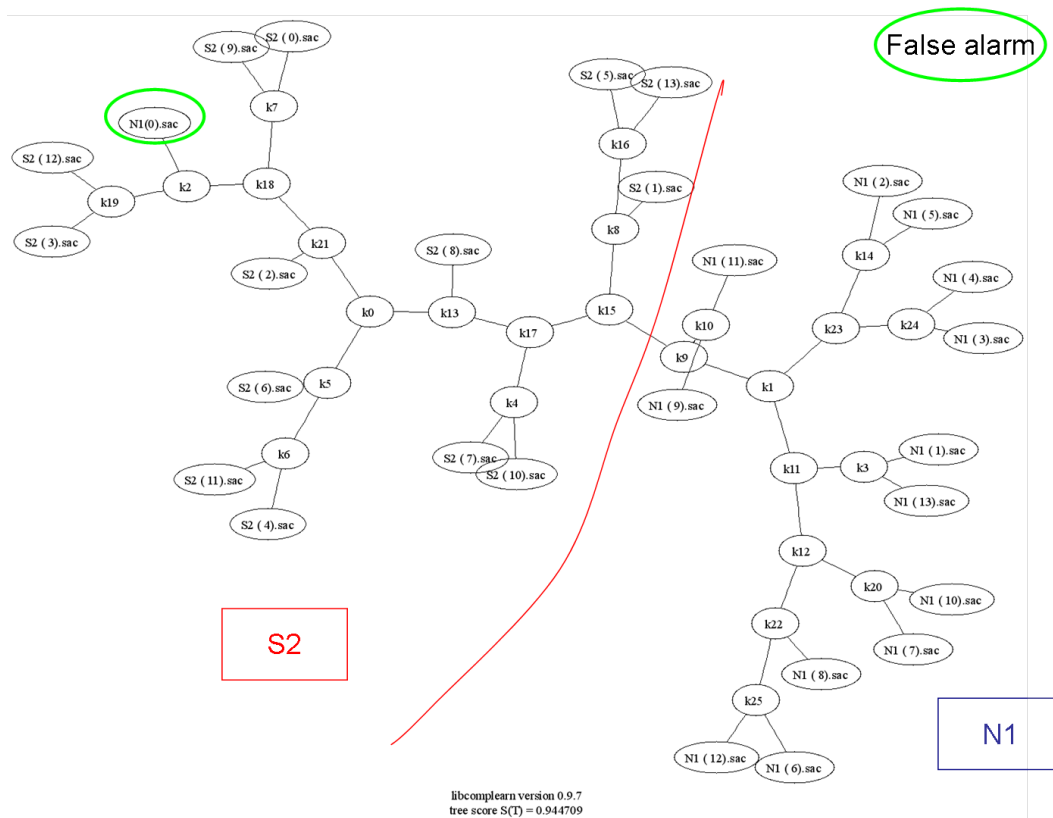 S2 ( 0).sac
False alarm
S2 ( 9).sac
S2 ( 5).sac
S2 ( 13).sac
k7
N1(0).sac
k16
S2 ( 12).sac
k2
k18
S2 ( 1).sac
N1 ( 2).sac
k19
N1 ( 5).sac
k8
S2 ( 3).sac
k21
S2 ( 8).sac
k14
S2 ( 2).sac
N1 ( 11).sac
N1 ( 4).sac
k0
k13
k15
k10
k17
k23
k24
N1 ( 3).sac
k9
S2 ( 6).sac
k5
k1
k4
N1 ( 9).sac
k6
S2 ( 7).sac
N1 ( 1).sac
S2 ( 11).sac
S2 ( 10).sac
k11
k3
N1 ( 13).sac
S2 ( 4).sac
k12
k20
N1 ( 10).sac
k22
S2
N1 ( 7).sac
N1 ( 8).sac
k25
N1
N1 ( 12).sac
N1 ( 6).sac
libcomplearn version 0.9.7
tree score S(T) = 0.944709